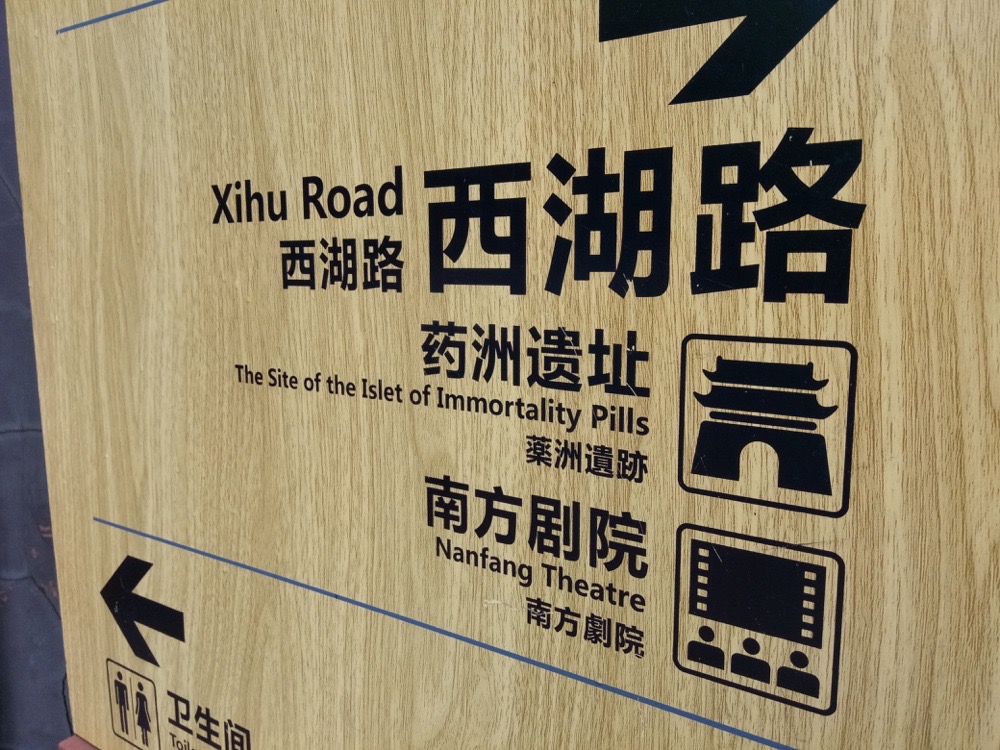 Xihu Road
西湖路
西湖路
药洲遗址
The Site of the Islet of Immortality Pills
薬洲遺跡
南方剧院
Nanfang Theatre
南方劇院
卫生间